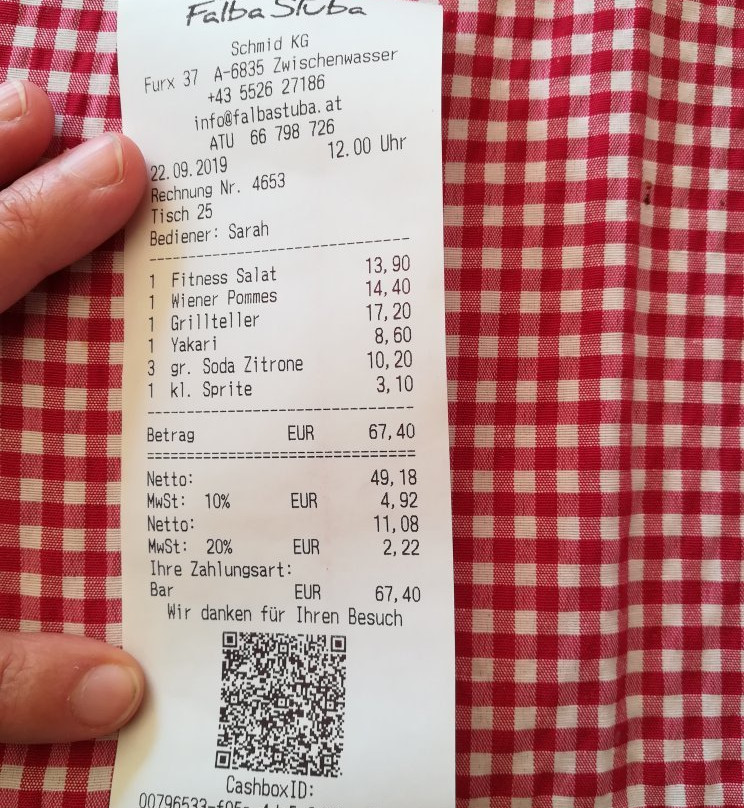 Falba Stuba
Schmid KG
Furx 37 A-6835 Zwischenwasser
+43 5526 27186
info@falbastuba.at
ATU 66 798 726
22.09.2019 12.00 Uhr
Rechnung Nr. 4653
Tisch 25
Bediener: Sarah
1 Fitness Salat 13,90
1 Wiener Pommes 14,40
1 Grillteller 17,20
1 Yakari 8,60
3 gr. Soda Zitrone 10,20
1 kl. Sprite 3,10
Betrag EUR 67,40
Netto: 49,18
MwSt: 10% EUR 4,92
Netto: 11,08
MwSt: 20% EUR 2,22
Ihre Zahlungsart:
Bar EUR 67,40
Wir danken für Ihren Besuch
CashboxID: